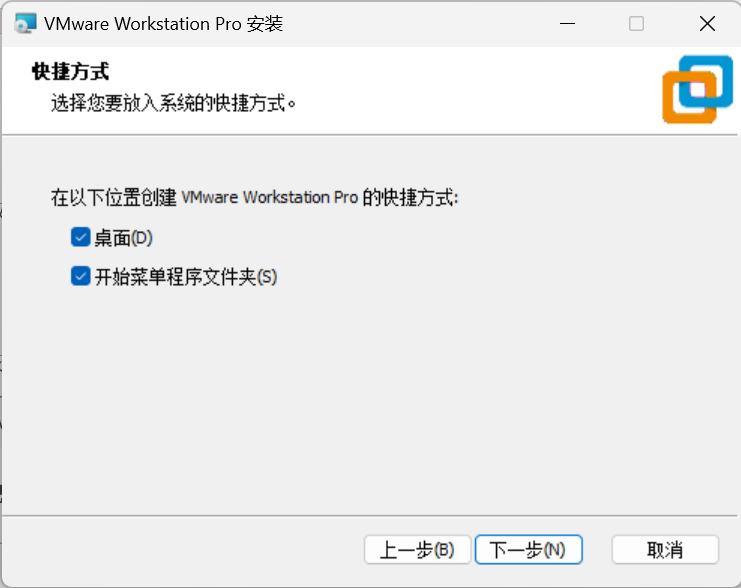 VMware Workstation Pro 安装
快捷方式
选择您要放入系统的快捷方式。
在以下位置创建 VMware Workstation Pro 的快捷方式:
桌面(D)
开始菜单程序文件夹(S)
上一步(B) 下一步(N) 取消